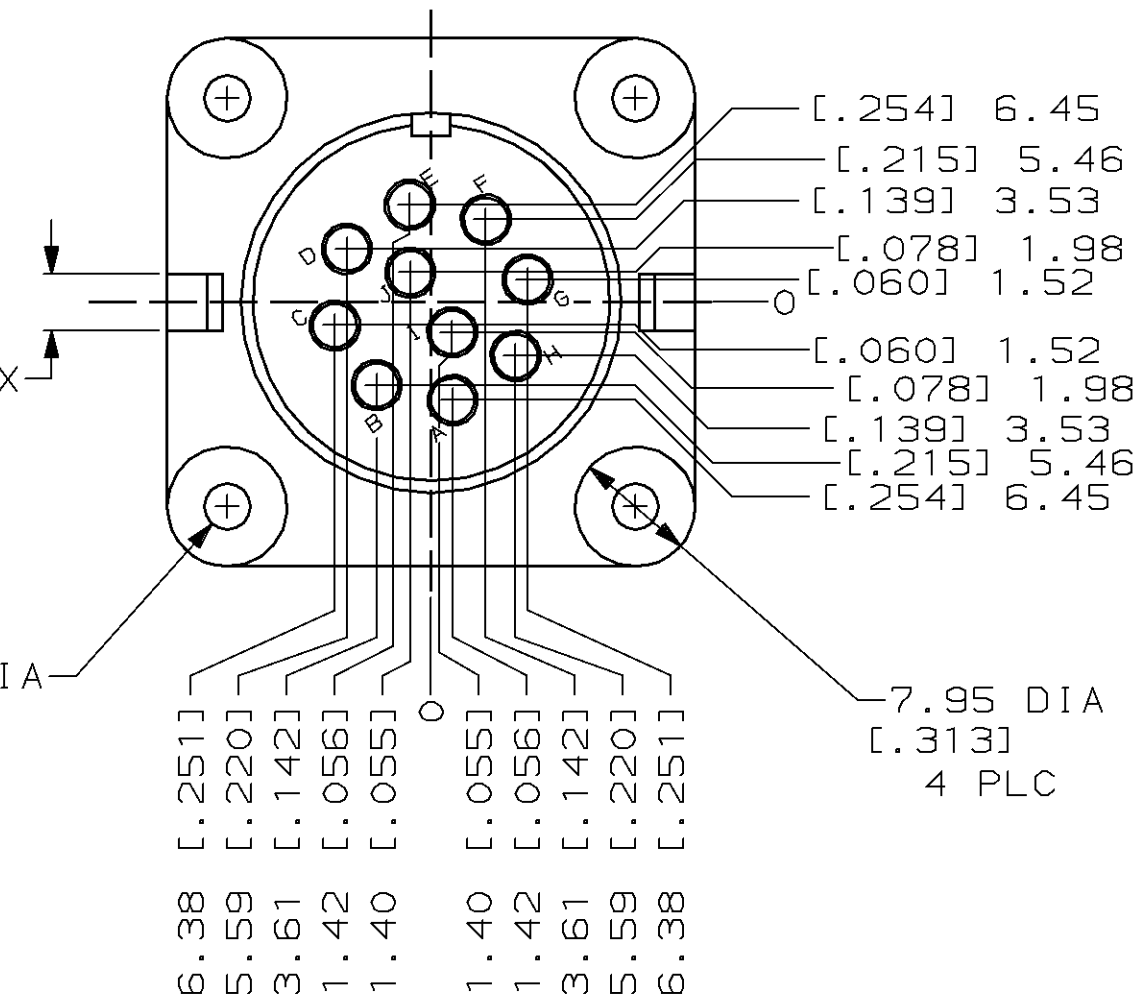 [.254] 6.45
[.215] 5.46
[.139] 3.53
[.078] 1.98
[.060] 1.52
O
[.060] 1.52
[.078] 1.98
[.139] 3.53
[.215] 5.46
[.254] 6.45
E
F
D
J
G
C
I
H
B
A
X
IA
7.95 DIA
[.313]
4 PLC
O
6.38 [.251]
5.59 [.220]
3.61 [.142]
1.42 [.056]
1.40 [.055]
1.40 [.055]
1.42 [.056]
3.61 [.142]
5.59 [.220]
6.38 [.251]